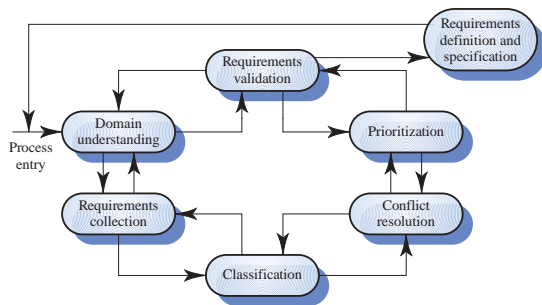 Requirements
definition and
specification
Requirements
validation
Domain
understanding
Prioritization
Process
entry
Requirements
collection
Conflict
resolution
Classification